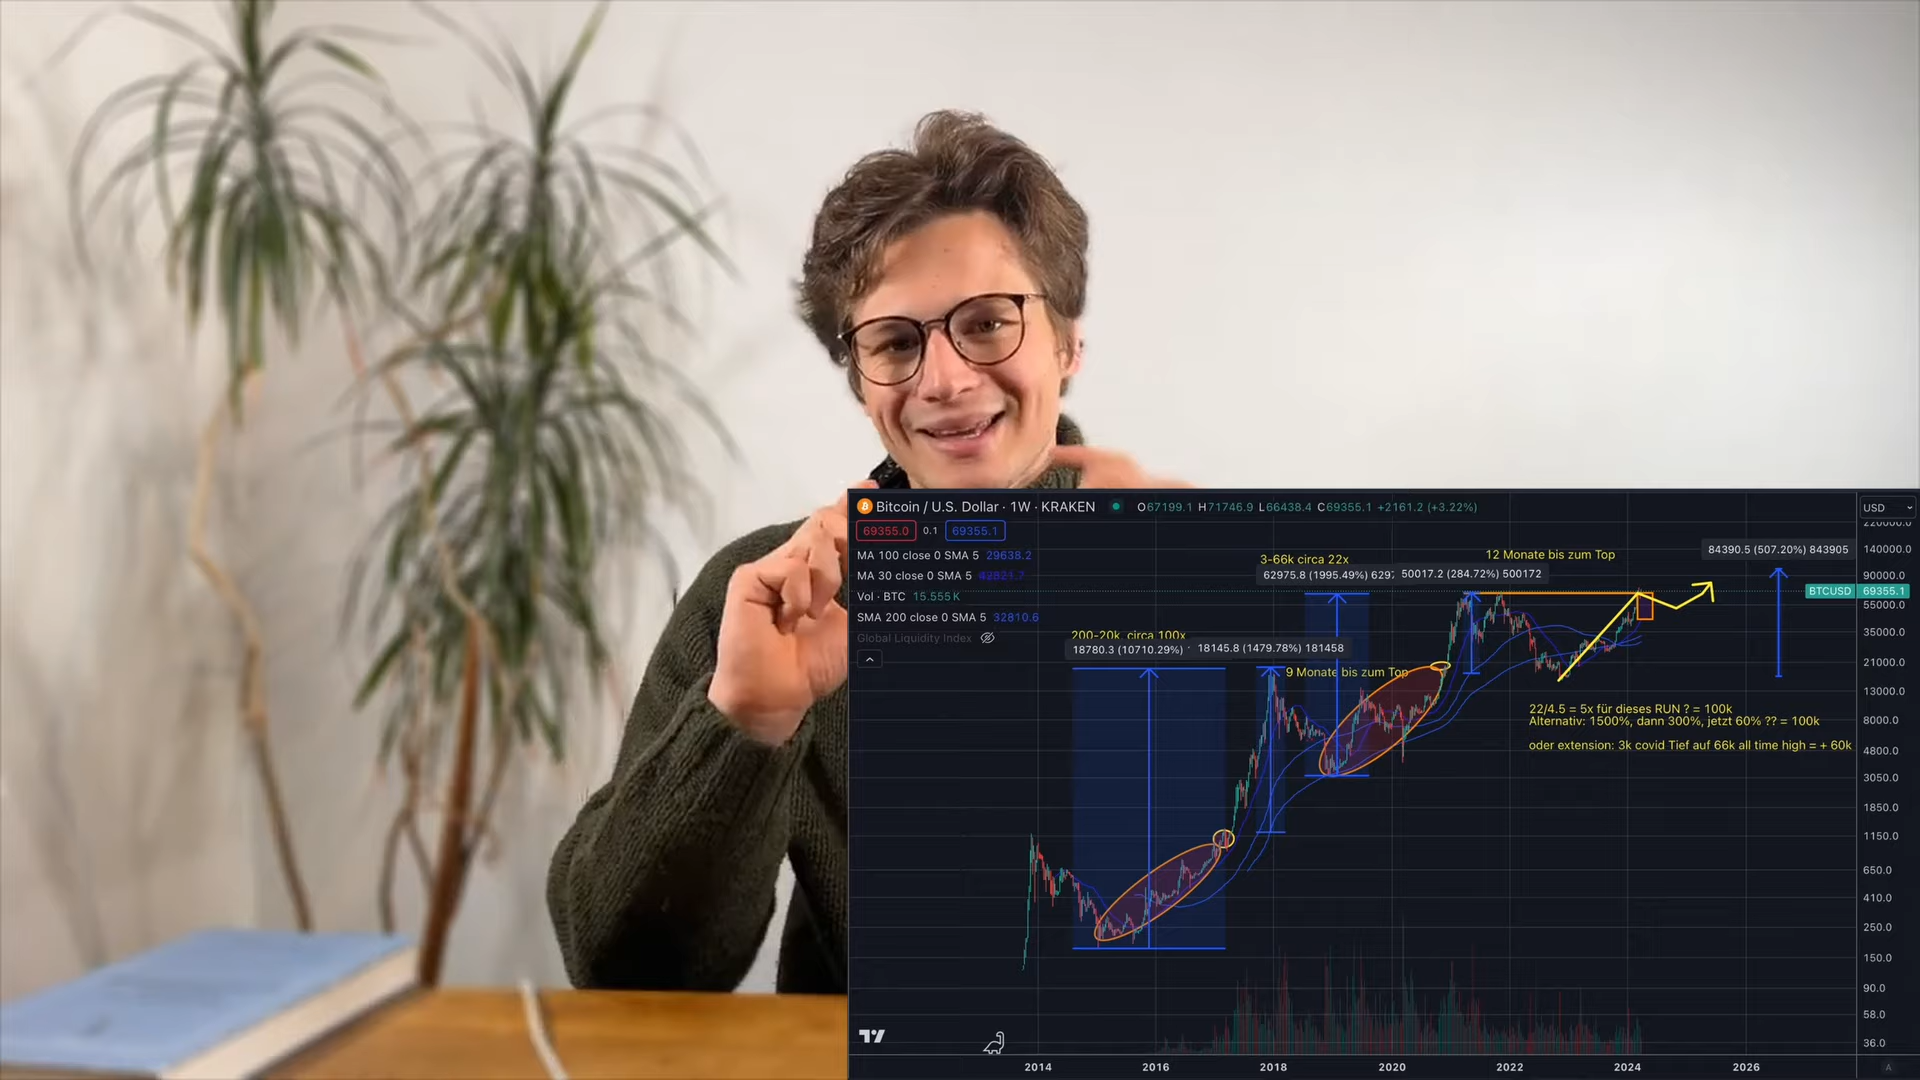 Bitcoin / U.S. Dollar · 1W · KRAKEN O67199.1 H71746.9 L66438.4 C69355.1 +2161.2 (+3.22%)
USD
69355.0 0.1 69355.1
MA 100 close 0 SMA 5 29638.2
MA 30 close 0 SMA 5
Vol · BTC 15.555K
SMA 200 close 0 SMA 5 32810.6
Global Liquidity Index
3-66k circa 22x
62975.8 (1995.49%) 6297
50017.2 (284.72%) 500172
12 Monate bis zum Top
84390.5 (507.20%) 843905
200-20k, circa 100x
18780.3 (10710.29%)
18145.8 (1479.78%) 181458
9 Monate bis zum Top
22/4.5 = 5x für dieses RUN ? = 100k
Alternativ: 1500%, dann 300%, jetzt 60% ?? = 100k
oder extension: 3k covid Tief auf 66k all time high = + 60k
220000.0
140000.0
90000.0
BTCUSD 69355.1
55000.0
35000.0
21000.0
13000.0
8000.0
4800.0
3050.0
1850.0
1150.0
650.0
410.0
250.0
150.0
90.0
58.0
36.0
2014 2016 2018 2020 2022 2024 2026
A